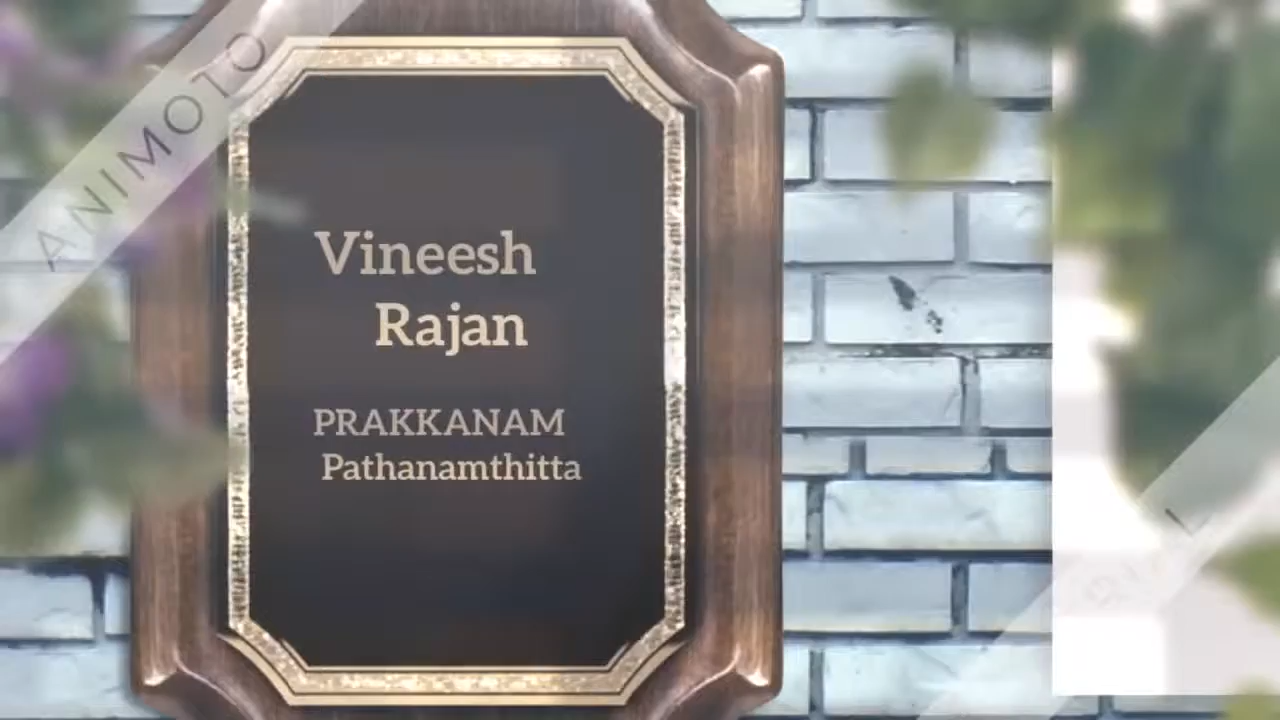 ANIMOTO
Vineesh
Rajan
PRAKKANAM
Pathanamthitta